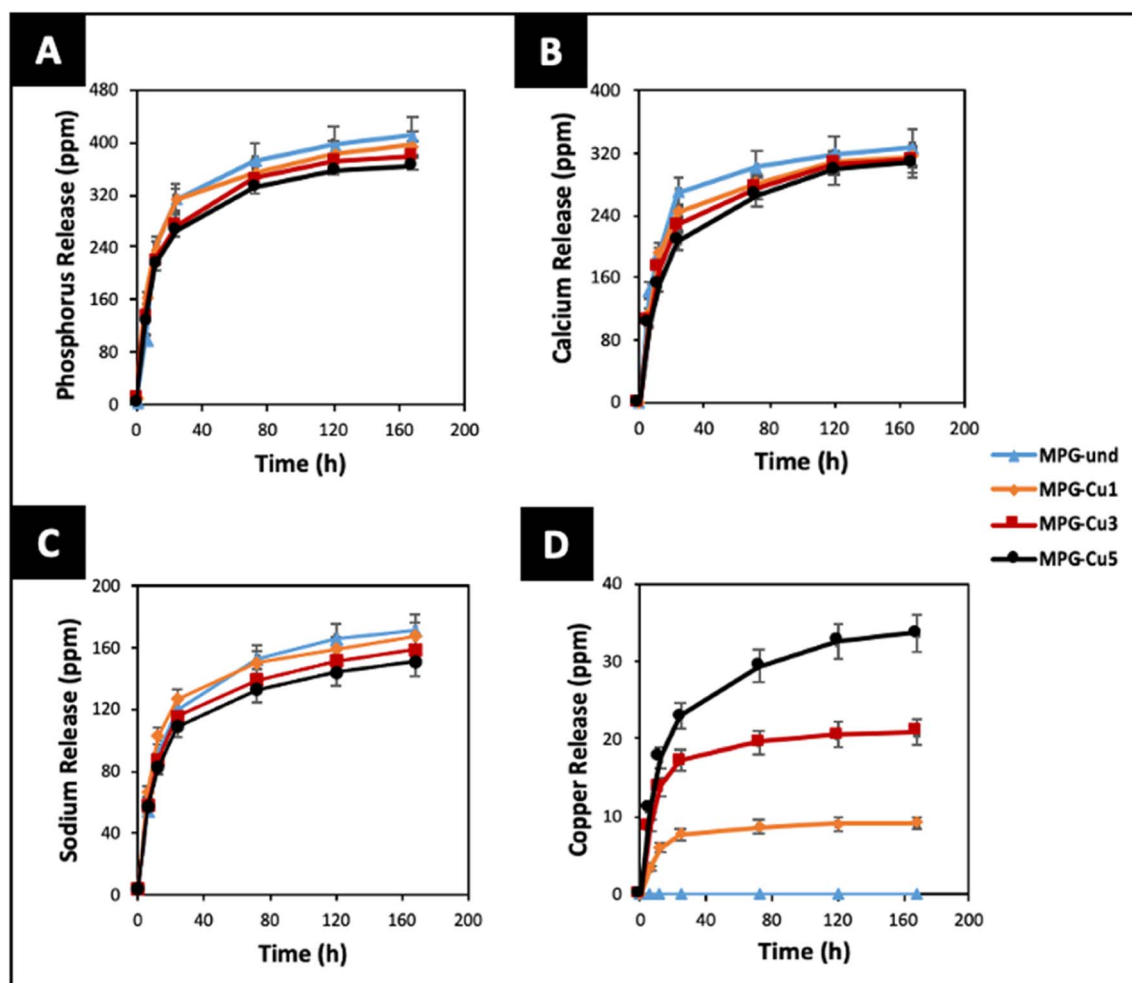 A
Phosphorus Release (ppm)
480
400
320
240
160
80
0
0 40 80 120 160 200
Time (h)
B
Calcium Release (ppm)
400
320
240
160
80
0
0 40 80 120 160 200
Time (h)
MPG-und
MPG-Cu1
MPG-Cu3
MPG-Cu5
C
Sodium Release (ppm)
200
160
120
80
40
0
0 40 80 120 160 200
Time (h)
D
Copper Release (ppm)
40
30
20
10
0
0 40 80 120 160 200
Time (h)